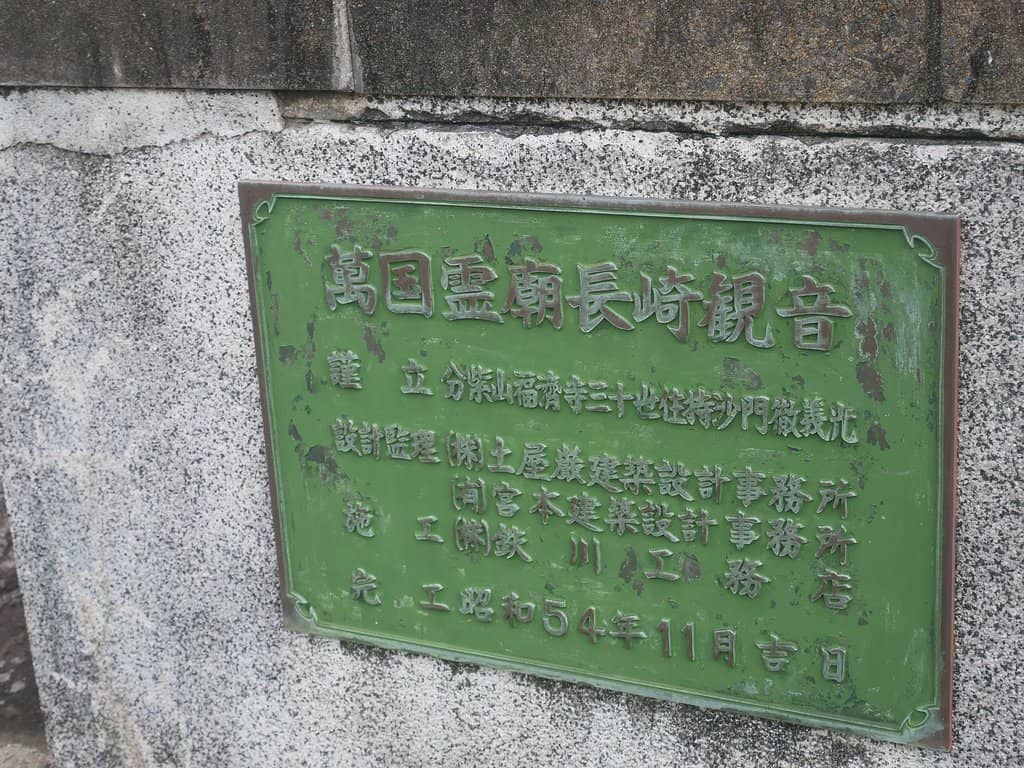 萬国霊廟長崎観音
謹立 分紫山福濟寺三十世住持沙門徹義光
設計監理 ㈱土屋厳建築設計事務所
㈲宮本建築設計事務所
施工 ㈱鉄川工務店
完工 昭和54年11月吉日